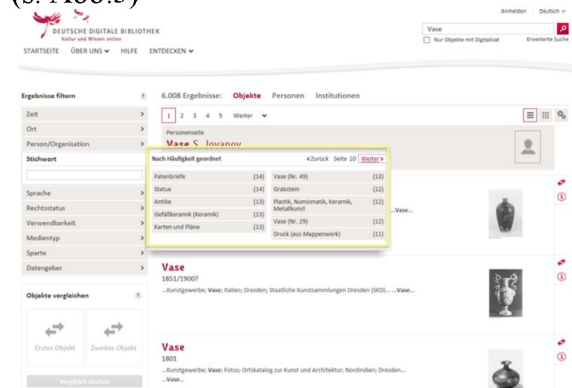 (s. Abb.5)
Anmelden Deutsch
DEUTSCHE DIGITALE BIBLIOTHEK
Kultur und Wissen online
Vase
Nur Objekte mit Digitalisat Erweiterte Suche
STARTSEITE ÜBER UNS HILFE ENTDECKEN
Ergebnisse filtern ?
6.008 Ergebnisse: Objekte Personen Institutionen
Zeit
1 2 3 4 5 Weiter
Ort
Person/Organisation
Personenseite
Vase S. Jovanov
Stichwort
Nach Häufigkeit geordnet <Zurück Seite 10 Weiter>
Patenbriefe (14) Vase (Nr. 49) (13)
Statue (14) Grabstein (12)
Antike (13) Plastik, Numismatik, Keramik, Metallkunst (12)
Gefäßkeramik (Keramik) (13) Vase (Nr. 29) (12)
Karten und Pläne (13) Druck (aus Mappenwerk) (11)
...Vase...
Sprache
Rechtsstatus
Verwendbarkeit
Medientyp
Sparte
Datengeber
Vase
1851/1900?
...Kunstgewerbe; Vase; Italien; Dresden; Staatliche Kunstsammlungen Dresden (SKD)... ...Vase...
Objekte vergleichen ?
Erstes Objekt Zweites Objekt
Vergleich starten
Vase
1801
...Kunstgewerbe; Vase; Fotos; Ortskatalog zur Kunst und Architektur; Nordindien; Dresden...
...Vase...